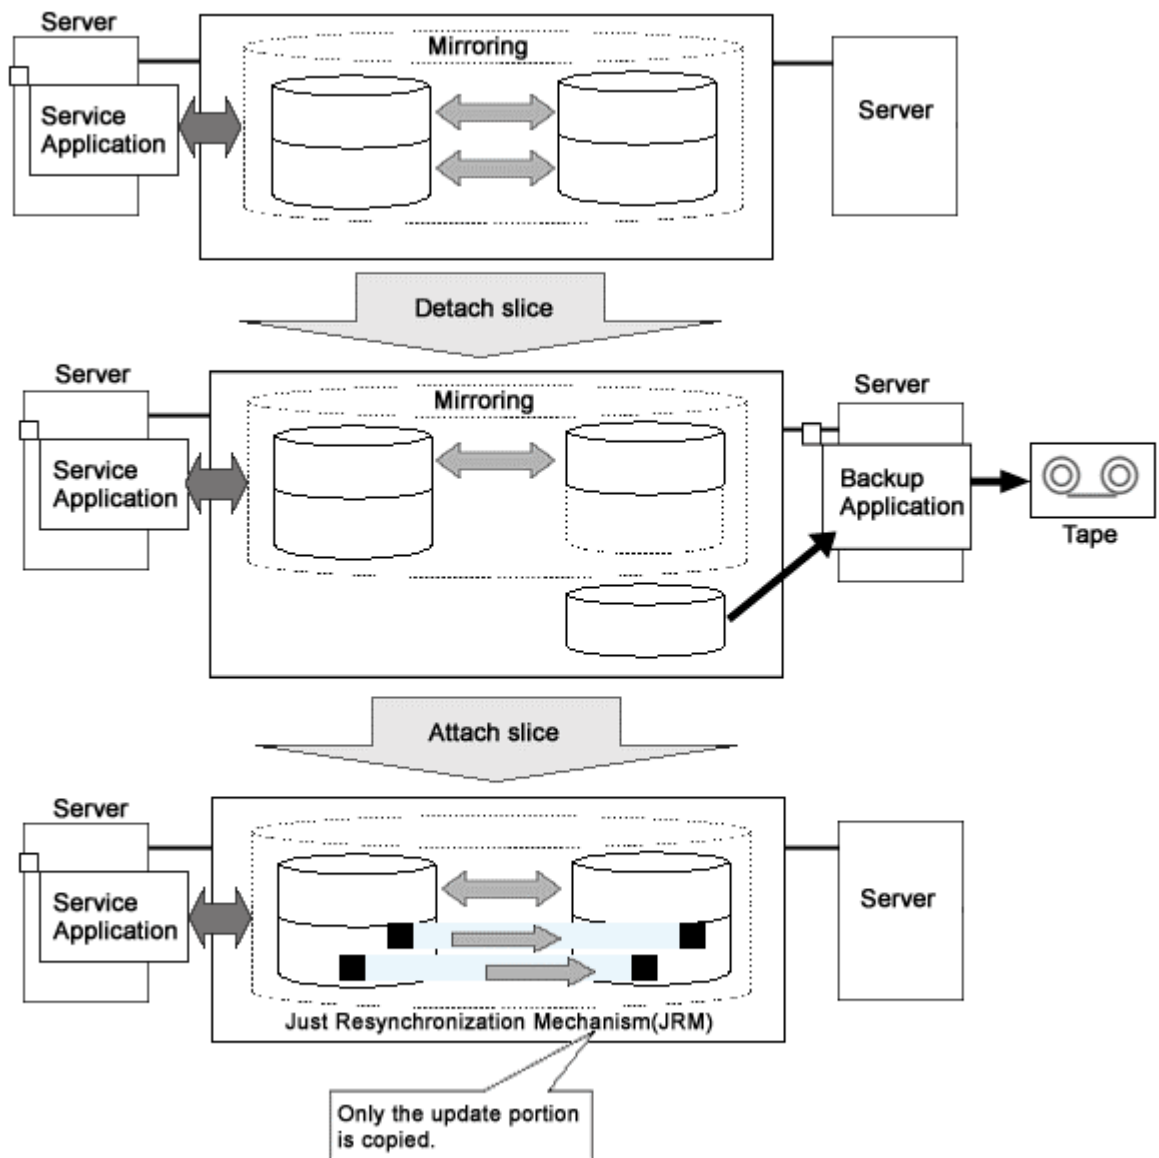 Server
Mirroring
Service
Application
Server
Detach slice
Server
Mirroring
Server
Service
Application
Backup
Application
Tape
Attach slice
Server
Service
Application
Server
Just Resynchronization Mechanism(JRM)
Only the update portion
is copied.